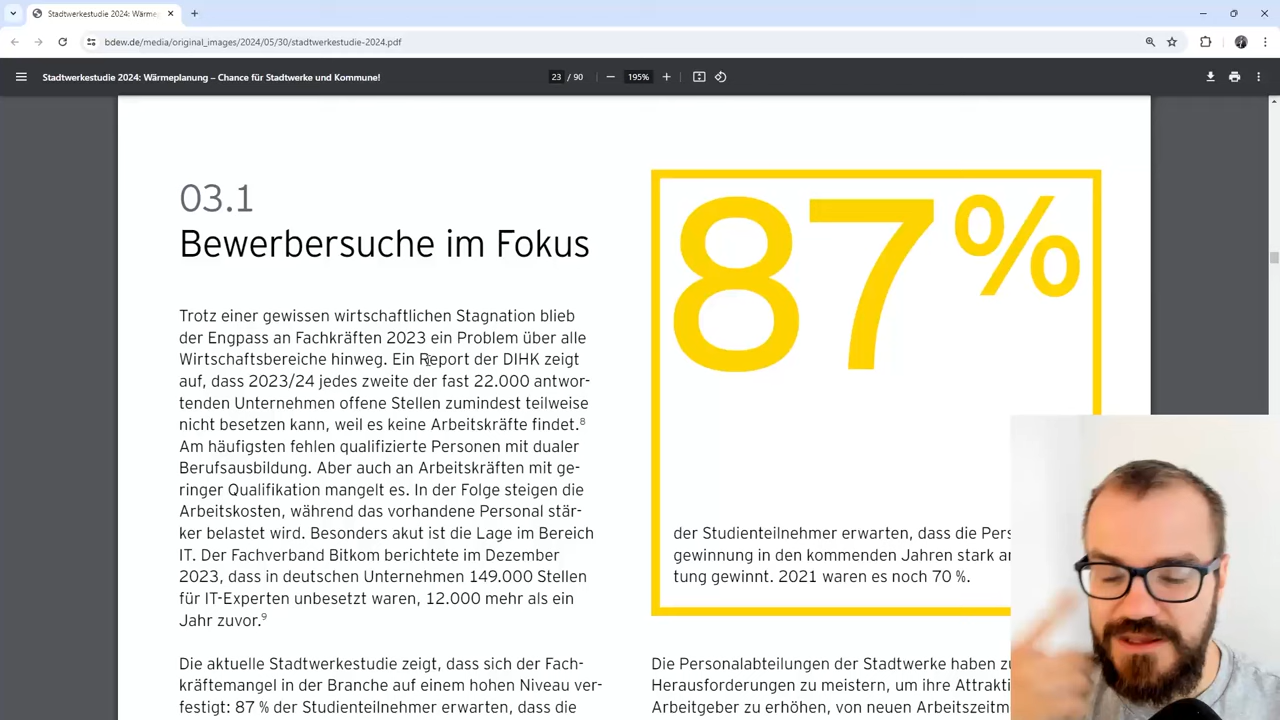 Stadtwerkestudie 2024: Wärme
bdew.de/media/original_images/2024/05/30/stadtwerkestudie-2024.pdf
Stadtwerkestudie 2024: Wärmeplanung – Chance für Stadtwerke und Kommune!
23 / 90
195%
03.1
Bewerbersuche im Fokus
Trotz einer gewissen wirtschaftlichen Stagnation blieb
der Engpass an Fachkräften 2023 ein Problem über alle
Wirtschaftsbereiche hinweg. Ein Report der DIHK zeigt
auf, dass 2023/24 jedes zweite der fast 22.000 antwor-
tenden Unternehmen offene Stellen zumindest teilweise
nicht besetzen kann, weil es keine Arbeitskräfte findet.⁸
Am häufigsten fehlen qualifizierte Personen mit dualer
Berufsausbildung. Aber auch an Arbeitskräften mit ge-
ringer Qualifikation mangelt es. In der Folge steigen die
Arbeitskosten, während das vorhandene Personal stär-
ker belastet wird. Besonders akut ist die Lage im Bereich
IT. Der Fachverband Bitkom berichtete im Dezember
2023, dass in deutschen Unternehmen 149.000 Stellen
für IT-Experten unbesetzt waren, 12.000 mehr als ein
Jahr zuvor.⁹
Die aktuelle Stadtwerkestudie zeigt, dass sich der Fach-
kräftemangel in der Branche auf einem hohen Niveau ver-
festigt: 87 % der Studienteilnehmer erwarten, dass die
87%
der Studienteilnehmer erwarten, dass die Pers
gewinnung in den kommenden Jahren stark an
tung gewinnt. 2021 waren es noch 70 %.
Die Personalabteilungen der Stadtwerke haben zu
Herausforderungen zu meistern, um ihre Attrakti
Arbeitgeber zu erhöhen, von neuen Arbeitszeitm